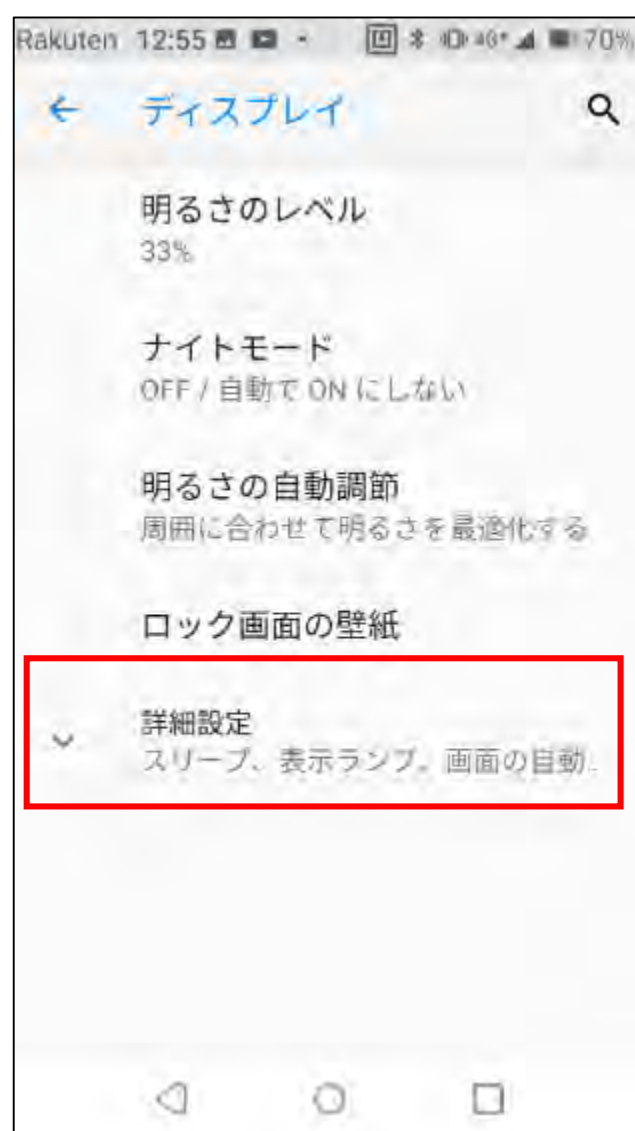 Rakuten 12:55 4G+ 70%
ディスプレイ
明るさのレベル
33%
ナイトモード
OFF / 自動で ON にしない
明るさの自動調節
周囲に合わせて明るさを最適化する
ロック画面の壁紙
詳細設定
スリープ、表示ランプ。画面の自動..